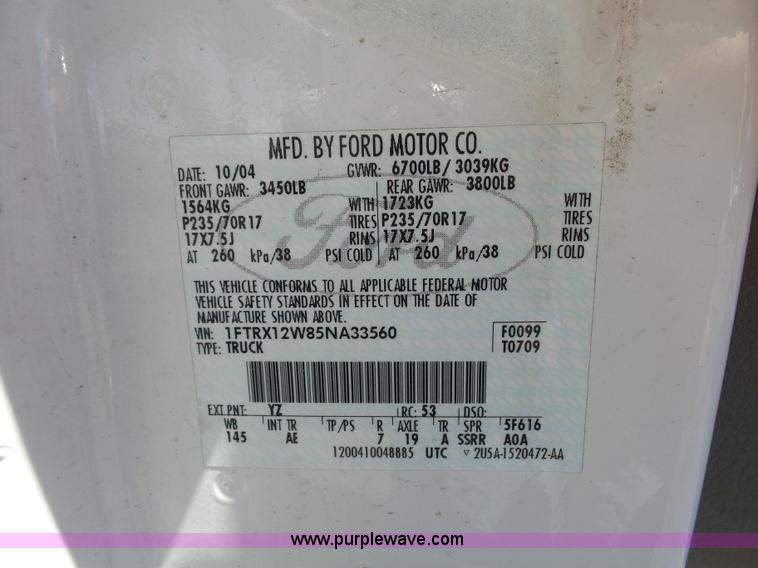 MFD. BY FORD MOTOR CO.
DATE: 10/04 GVWR: 6700LB/ 3039KG
FRONT GAWR: 3450LB REAR GAWR: 3800LB
1564KG WITH 1723KG WITH
P235/70R17 TIRES P235/70R17 TIRES
17X7.5J RIMS 17X7.5J RIMS
AT 260 kPa/38 PSI COLD AT 260 kPa/38 PSI COLD
Ford
THIS VEHICLE CONFORMS TO ALL APPLICABLE FEDERAL MOTOR
VEHICLE SAFETY STANDARDS IN EFFECT ON THE DATE OF
MANUFACTURE SHOWN ABOVE.
VIN: 1FTRX12W85NA33560 F0099
TYPE: TRUCK T0709
EXT PNT: YZ RC: 53 DSO:
WB INT TR TP/PS R AXLE TR SPR 5F616
145 AE 7 19 A SSRR A0A
1200410048885 UTC ▿ 2U5A-1520472-AA
www.purplewave.com